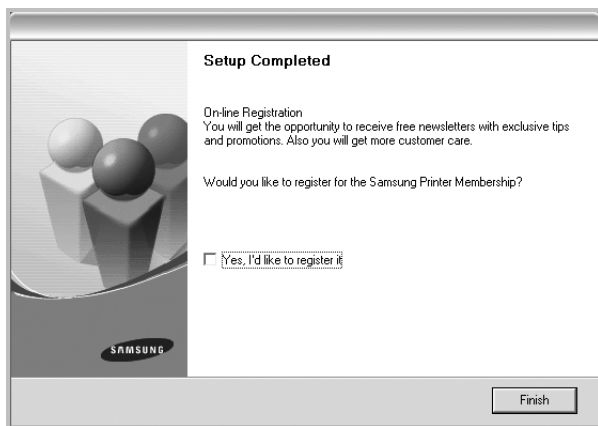 Setup Completed
On-line Registration
You will get the opportunity to receive free newsletters with exclusive tips
and promotions. Also you will get more customer care.
Would you like to register for the Samsung Printer Membership?
Yes, I'd like to register it
SAMSUNG
Finish